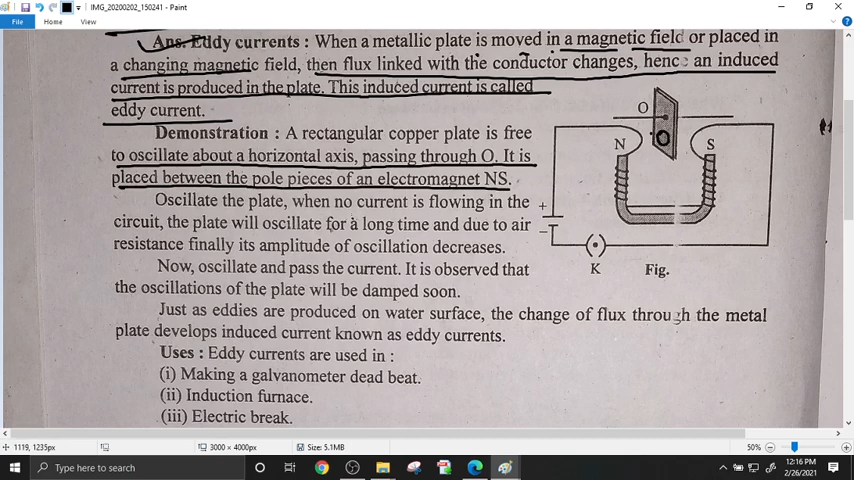 IMG_20200202_150241 - Paint
File
Home
View
Ans. Eddy currents : When a metallic plate is moved in a magnetic field or placed in
a changing magnetic field, then flux linked with the conductor changes, hence an induced
current is produced in the plate. This induced current is called
eddy current.
Demonstration : A rectangular copper plate is free
to oscillate about a horizontal axis, passing through O. It is
placed between the pole pieces of an electromagnet NS.
Oscillate the plate, when no current is flowing in the
circuit, the plate will oscillate for a long time and due to air
resistance finally its amplitude of oscillation decreases.
Now, oscillate and pass the current. It is observed that
the oscillations of the plate will be damped soon.
O
O
N
S
+
−
K
Fig.
Just as eddies are produced on water surface, the change of flux through the metal
plate develops induced current known as eddy currents.
Uses : Eddy currents are used in :
(i) Making a galvanometer dead beat.
(ii) Induction furnace.
(iii) Electric break.
1119, 1235px
3000 × 4000px
Size: 5.1MB
50%
Type here to search
12:16 PM
2/26/2021